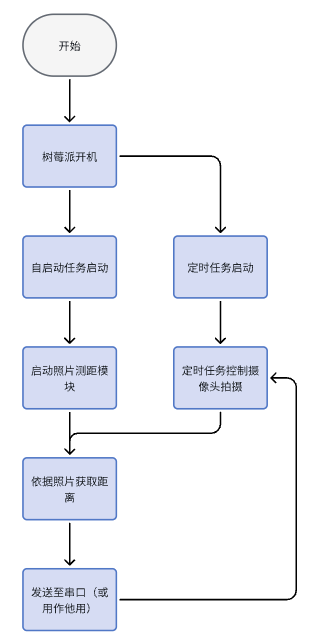 开始
树莓派开机
自启动任务启动
定时任务启动
启动照片测距模
块
定时任务控制摄
像头拍摄
依据照片获取距
离
发送至串口（或
用作他用）